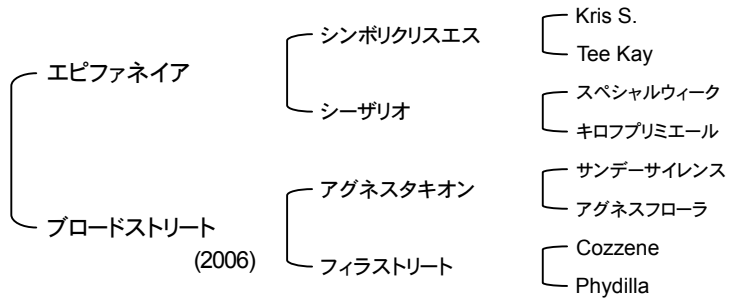 エピファネイア
ブロードストリート
(2006)
シンボリクリスエス
シーザリオ
アグネスタキオン
フィラストリート
Kris S.
Tee Kay
スペシャルウィーク
キロフプリミエール
サンデーサイレンス
アグネスフローラ
Cozzene
Phydilla